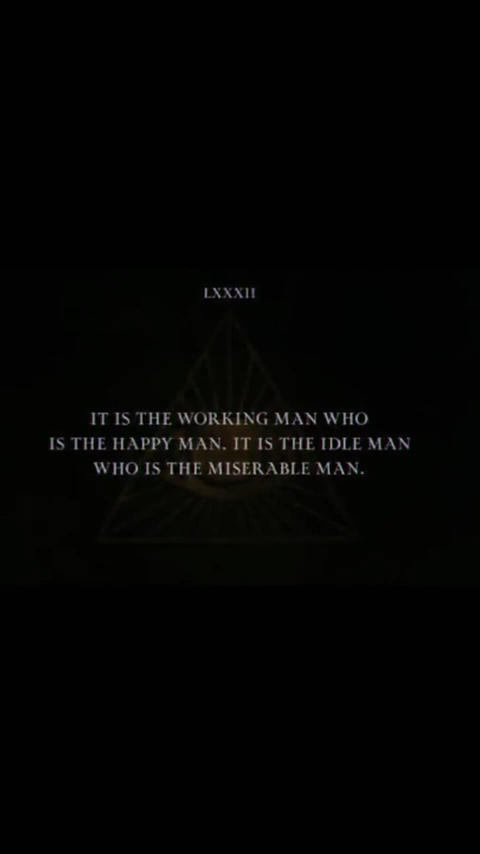 LXXXII
IT IS THE WORKING MAN WHO
IS THE HAPPY MAN. IT IS THE IDLE MAN
WHO IS THE MISERABLE MAN.